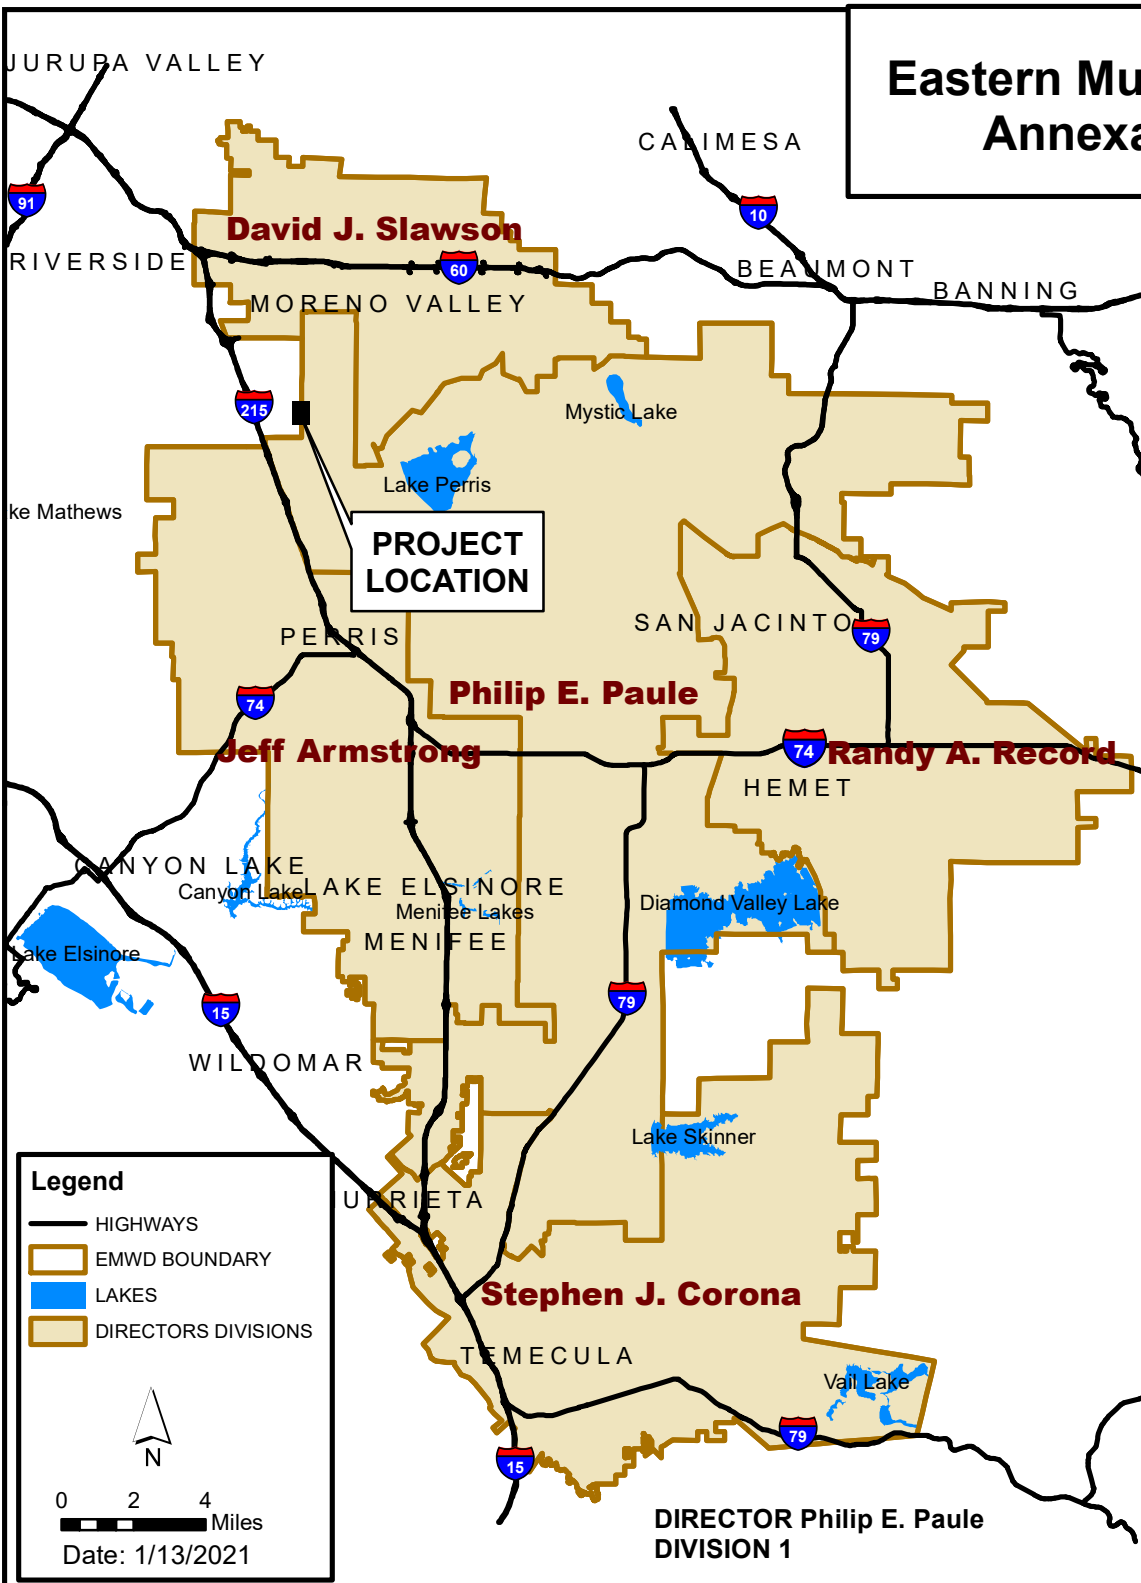 Eastern Mu
Annexa
JURUPA VALLEY
CALIMESA
91
10
David J. Slawson
RIVERSIDE
60
BEAUMONT
BANNING
MORENO VALLEY
215
Mystic Lake
Lake Perris
ke Mathews
PROJECT
LOCATION
PERRIS
SAN JACINTO
79
74
Philip E. Paule
Jeff Armstrong
74
Randy A. Record
HEMET
CANYON LAKE
Canyon Lake
LAKE ELSINORE
Menifee Lakes
Diamond Valley Lake
MENIFEE
Lake Elsinore
15
79
WILDOMAR
Lake Skinner
URRIETA
Stephen J. Corona
TEMECULA
Vail Lake
79
15
Legend
HIGHWAYS
EMWD BOUNDARY
LAKES
DIRECTORS DIVISIONS
N
0 2 4
Miles
Date: 1/13/2021
DIRECTOR Philip E. Paule
DIVISION 1